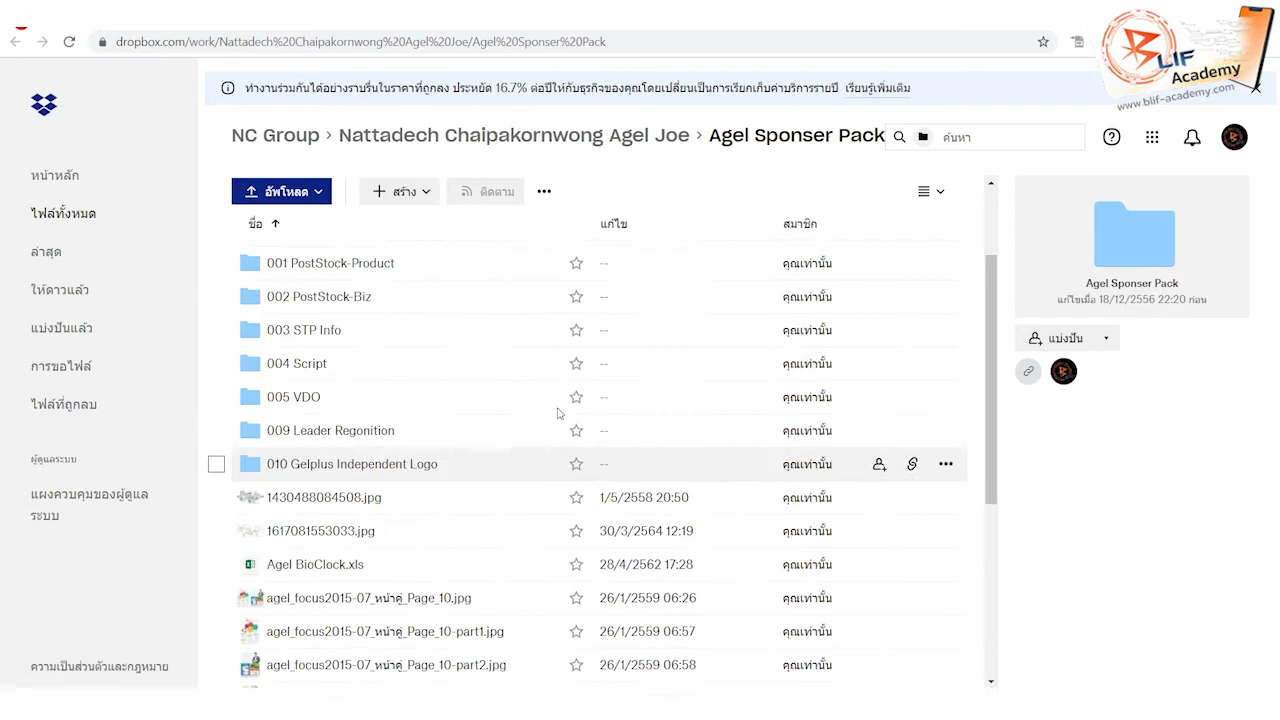 dropbox.com/work/Nattadech%20Chaipakornwong%20Agel%20Joe/Agel%20Sponser%20Pack
BLIF
Academy
www.blif-academy.com
ทำงานร่วมกันได้อย่างราบรื่นในราคาที่ถูกลง ประหยัด 16.7% ต่อปีให้กับธุรกิจของคุณโดยเปลี่ยนเป็นการเรียกเก็บค่าบริการรายปี เรียนรู้เพิ่มเติม
NC Group › Nattadech Chaipakornwong Agel Joe › Agel Sponser Pack
ค้นหา
หน้าหลัก
ไฟล์ทั้งหมด
ล่าสุด
ให้ดาวแล้ว
แบ่งปันแล้ว
การขอไฟล์
ไฟล์ที่ถูกลบ
ผู้ดูแลระบบ
แผงควบคุมของผู้ดูแล
ระบบ
ความเป็นส่วนตัวและกฎหมาย
อัพโหลด สร้าง ติดตาม
ชื่อ แก้ไข สมาชิก
001 PostStock-Product -- คุณเท่านั้น
002 PostStock-Biz -- คุณเท่านั้น
003 STP Info -- คุณเท่านั้น
004 Script -- คุณเท่านั้น
005 VDO -- คุณเท่านั้น
009 Leader Regonition -- คุณเท่านั้น
010 Gelplus Independent Logo -- คุณเท่านั้น
1430488084508.jpg 1/5/2558 20:50 คุณเท่านั้น
1617081553033.jpg 30/3/2564 12:19 คุณเท่านั้น
Agel BioClock.xls 28/4/2562 17:28 คุณเท่านั้น
agel_focus2015-07_หน้าคู่_Page_10.jpg 26/1/2559 06:26 คุณเท่านั้น
agel_focus2015-07_หน้าคู่_Page_10-part1.jpg 26/1/2559 06:57 คุณเท่านั้น
agel_focus2015-07_หน้าคู่_Page_10-part2.jpg 26/1/2559 06:58 คุณเท่านั้น
Agel Sponser Pack
แก้ไขเมื่อ 18/12/2556 22:20 ก่อน
แบ่งปัน